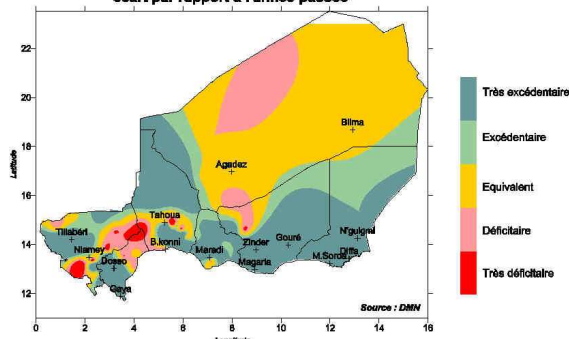 écart par rapport à l'année passée
22
20
18
16
14
12
Latitude
Bilma
Agadez
Tahoua
Tillabéri
Niamey
Dosso
Gaya
B.konni
Maradi
Zinder
Magaria
Gouré
N'guigmi
Diffa
M.Soroa
Source : DMN
0 2 4 6 8 10 12 14 16
Longitude
Très excédentaire
Excédentaire
Equivalent
Déficitaire
Très déficitaire